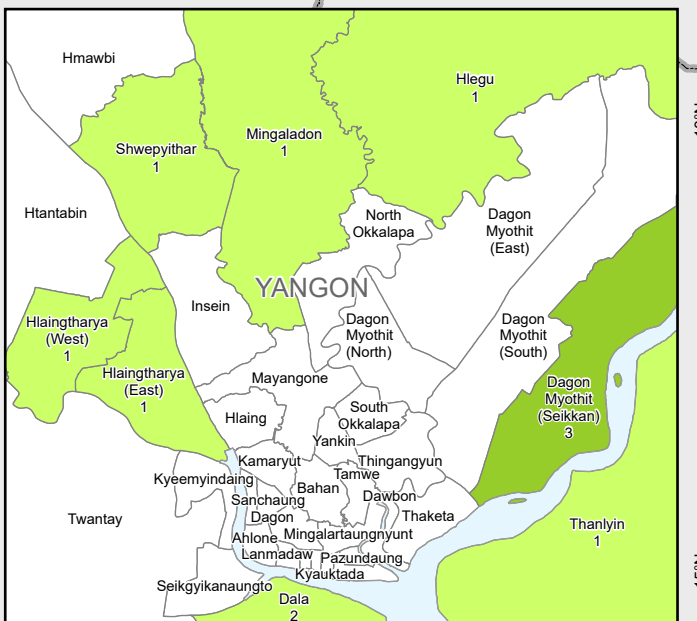 Hmawbi
Hlegu
1
Mingaladon
1
Shwepyithar
1
Htantabin
North
Okkalapa
Dagon
Myothit
(East)
YANGON
Insein
Hlaingtharya
(West)
1
Dagon
Myothit
(North)
Dagon
Myothit
(South)
Hlaingtharya
(East)
1
Mayangone
Dagon
Myothit
(Seikkan)
3
Hlaing
South
Okkalapa
Yankin
Kamaryut
Thingangyun
Tamwe
Kyeemyindaing
Bahan
Sanchaung
Dawbon
Dagon
Thaketa
Twantay
Thanlyin
1
Ahlone
Mingalartaungnyunt
Lanmadaw
Pazundaung
Kyauktada
Seikgyikanaungto
Dala
2